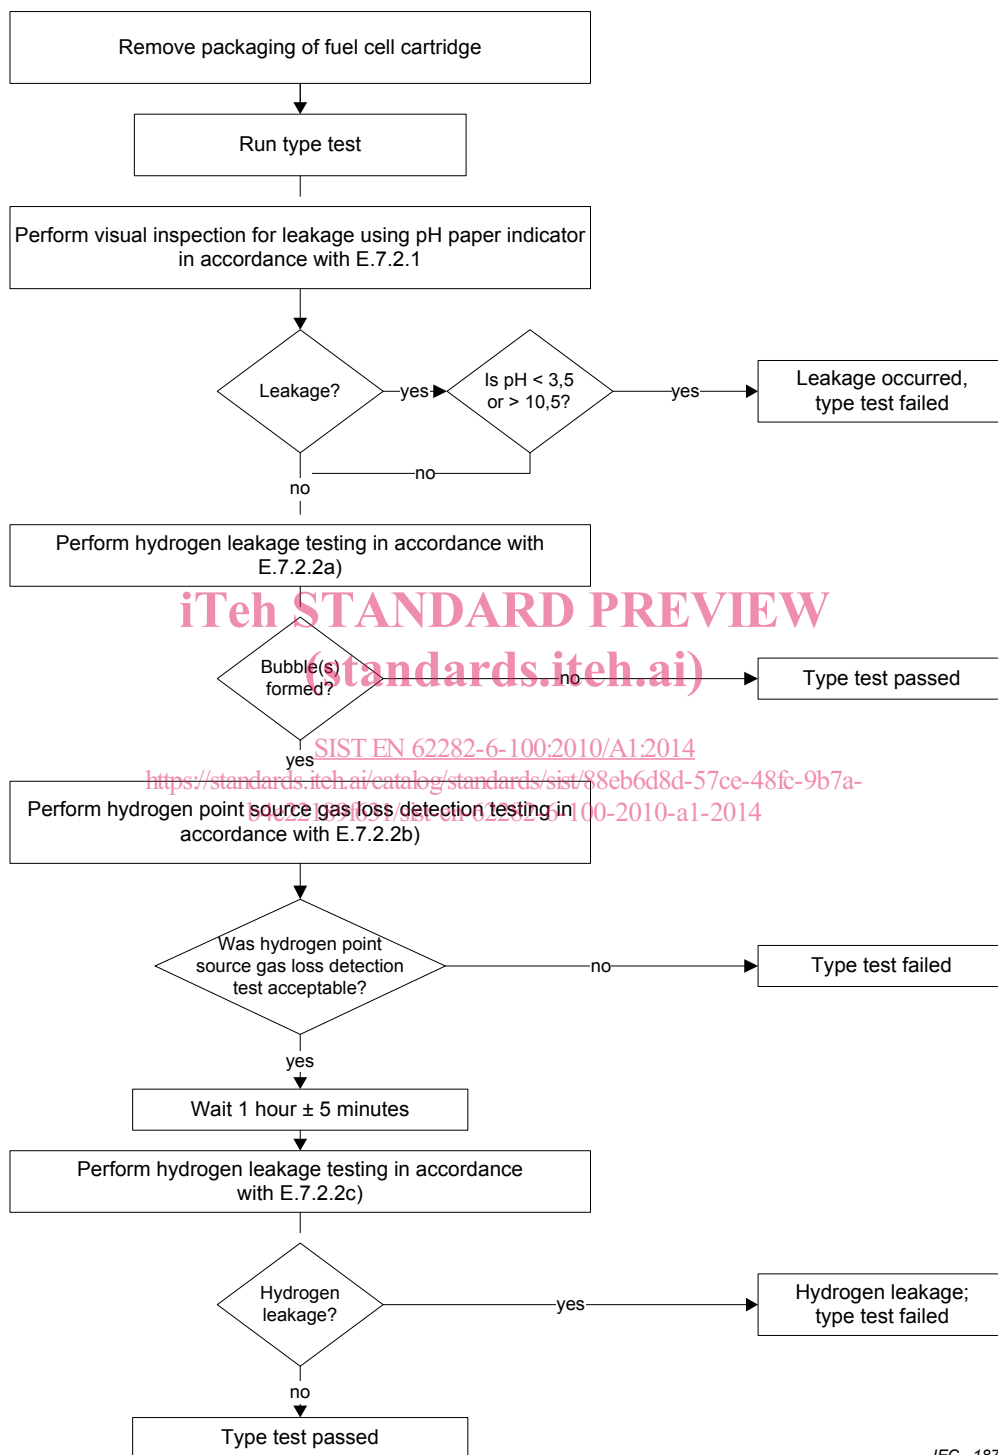 Remove packaging of fuel cell cartridge
Run type test
Perform visual inspection for leakage using pH paper indicator
in accordance with E.7.2.1
Leakage?
yes
Is pH < 3,5
or > 10,5?
yes
Leakage occurred,
type test failed
no
no
Perform hydrogen leakage testing in accordance with
E.7.2.2a)
iTeh STANDARD PREVIEW
(standards.iteh.ai)
Bubble(s)
formed?
no
Type test passed
yes
SIST EN 62282-6-100:2010/A1:2014
https://standards.iteh.ai/catalog/standards/sist/88eb6d8d-57ce-48fc-9b7a-
Perform hydrogen point source gas loss detection testing in
accordance with E.7.2.2b)
Was hydrogen point
source gas loss detection
test acceptable?
no
Type test failed
yes
Wait 1 hour ± 5 minutes
Perform hydrogen leakage testing in accordance
with E.7.2.2c)
Hydrogen
leakage?
yes
Hydrogen leakage;
type test failed
no
Type test passed